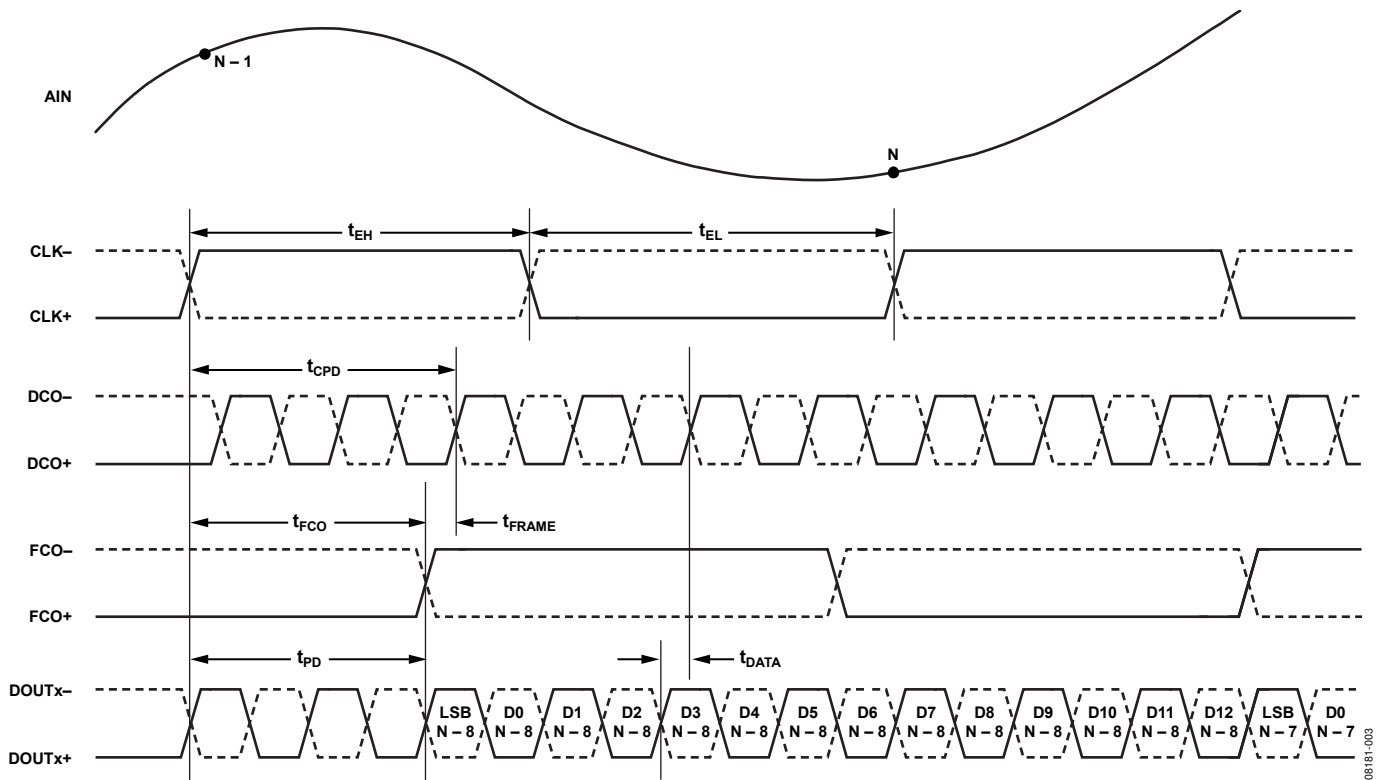 N – 1
AIN
N
tEH
tEL
CLK–
CLK+
tCPD
DCO–
DCO+
tFCO
tFRAME
FCO–
FCO+
tPD
tDATA
DOUTx–
LSB D0 D1 D2 D3 D4 D5 D6 D7 D8 D9 D10 D11 D12 LSB D0
N – 8 N – 8 N – 8 N – 8 N – 8 N – 8 N – 8 N – 8 N – 8 N – 8 N – 8 N – 8 N – 8 N – 8 N – 7 N – 7
DOUTx+
08181-003